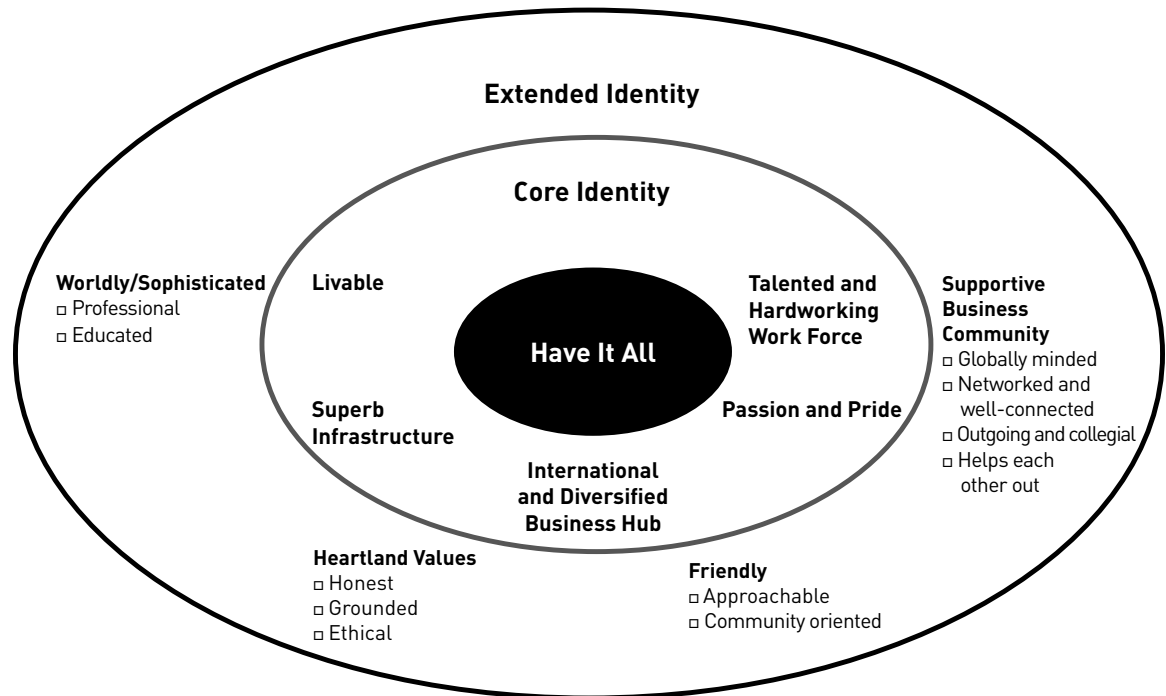 Extended Identity
Core Identity
Worldly/Sophisticated
▫ Professional
▫ Educated
Livable
Superb
Infrastructure
Have It All
Talented and
Hardworking
Work Force
Passion and Pride
International
and Diversified
Business Hub
Supportive
Business
Community
▫ Globally minded
▫ Networked and
well-connected
▫ Outgoing and collegial
▫ Helps each
other out
Heartland Values
▫ Honest
▫ Grounded
▫ Ethical
Friendly
▫ Approachable
▫ Community oriented